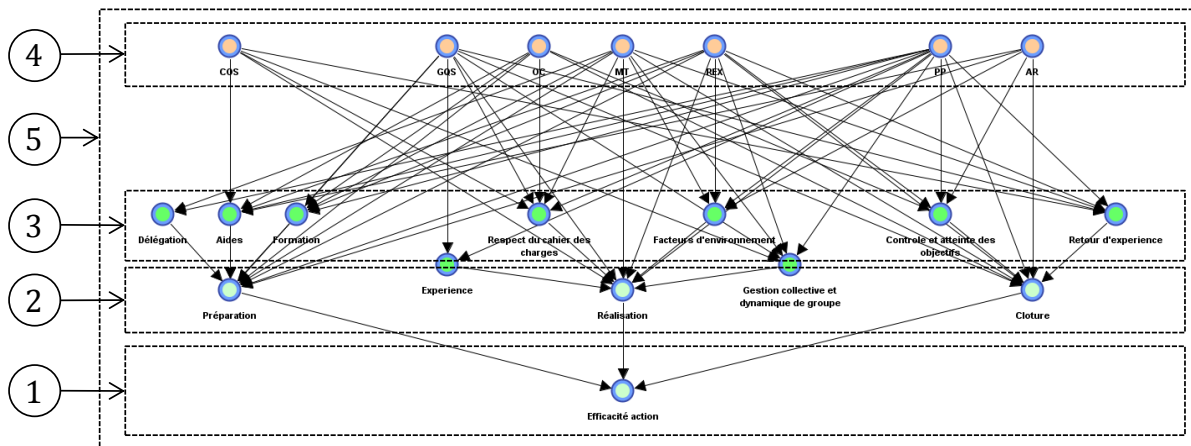 4
COS
GOS
OC
MT
REX
PP
AR
5
3
Délégation
Aides
Formation
Respect du cahier des
charges
Facteurs d'environnement
Controle et atteinte des
objectifs
Retour d'experience
2
Experience
Gestion collective et
dynamique de groupe
Préparation
Réalisation
Cloture
1
Efficacité action